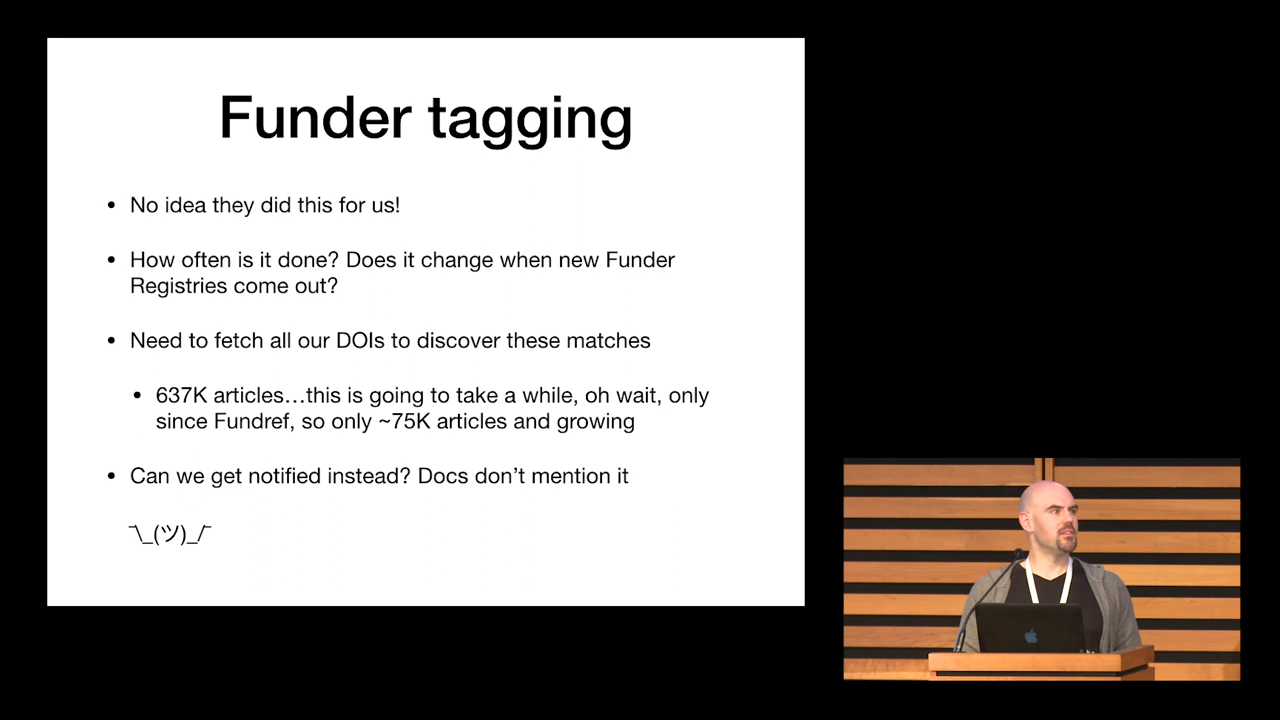 Funder tagging
• No idea they did this for us!
• How often is it done? Does it change when new Funder
Registries come out?
• Need to fetch all our DOIs to discover these matches
• 637K articles…this is going to take a while, oh wait, only
since Fundref, so only ~75K articles and growing
• Can we get notified instead? Docs don’t mention it
¯\_(ツ)_/¯